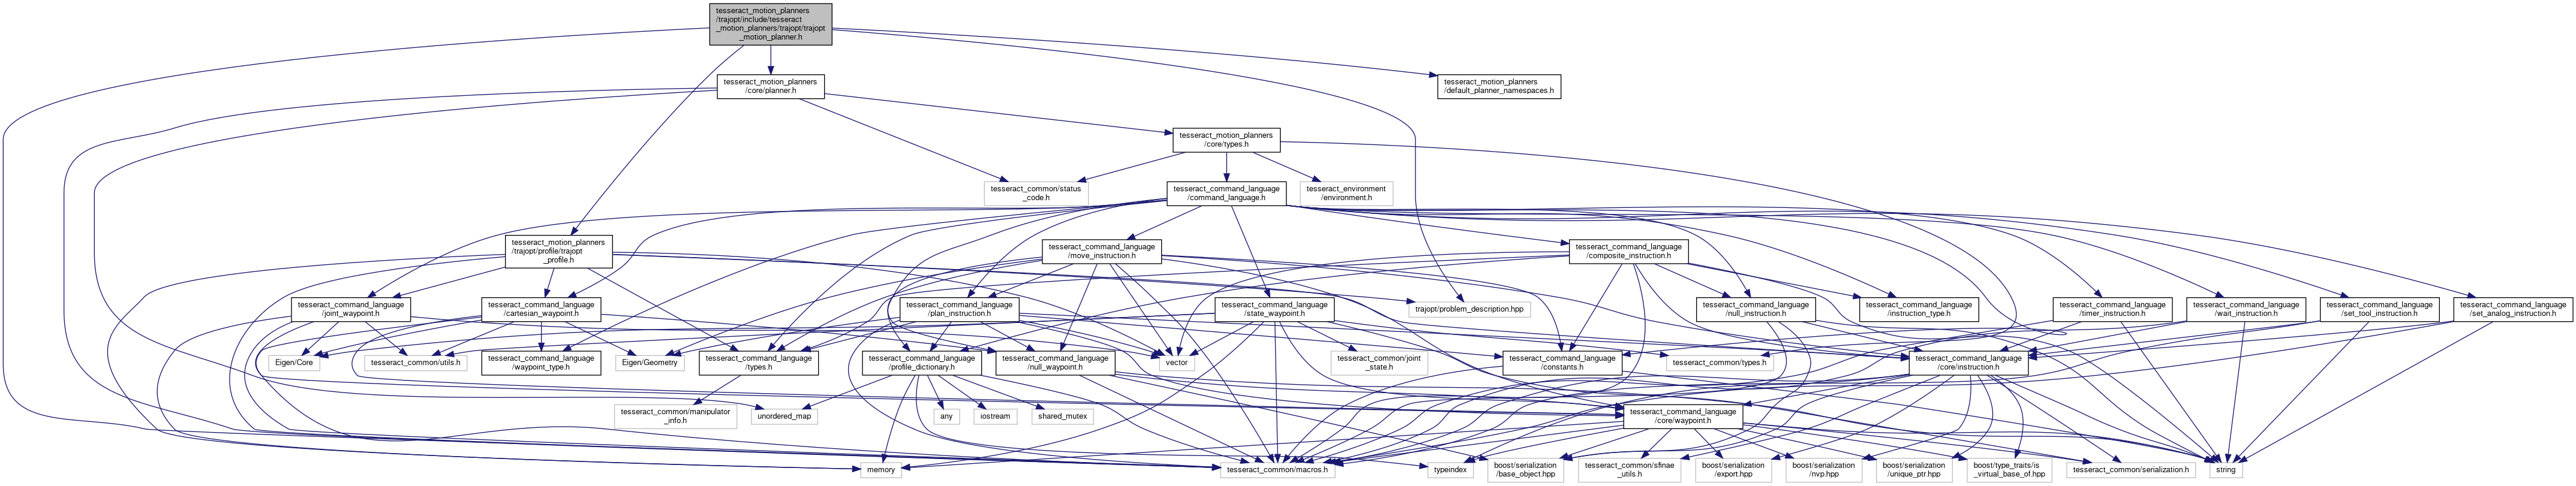 tesseract_motion_planners
/trajopt/include/tesseract
_motion_planners/trajopt/trajopt
_motion_planner.h
tesseract_motion_planners
/core/planner.h
tesseract_motion_planners
/default_planner_namespaces.h
tesseract_motion_planners
/core/types.h
tesseract_common/status
_code.h
tesseract_command_language
/command_language.h
tesseract_environment
/environment.h
tesseract_motion_planners
/trajopt/profile/trajopt
_profile.h
tesseract_command_language
/move_instruction.h
tesseract_command_language
/composite_instruction.h
tesseract_command_language
/joint_waypoint.h
tesseract_command_language
/cartesian_waypoint.h
tesseract_command_language
/plan_instruction.h
tesseract_command_language
/state_waypoint.h
trajopt/problem_description.hpp
tesseract_command_language
/null_instruction.h
tesseract_command_language
/instruction_type.h
tesseract_command_language
/timer_instruction.h
tesseract_command_language
/wait_instruction.h
tesseract_command_language
/set_tool_instruction.h
tesseract_command_language
/set_analog_instruction.h
Eigen/Core
tesseract_common/utils.h
tesseract_command_language
/waypoint_type.h
Eigen/Geometry
tesseract_command_language
/types.h
tesseract_command_language
/profile_dictionary.h
tesseract_command_language
/null_waypoint.h
vector
tesseract_common/joint
_state.h
tesseract_command_language
/constants.h
tesseract_common/types.h
tesseract_command_language
/core/instruction.h
tesseract_common/manipulator
_info.h
unordered_map
any
iostream
shared_mutex
tesseract_command_language
/core/waypoint.h
memory
tesseract_common/macros.h
typeindex
boost/serialization
/base_object.hpp
tesseract_common/sfinae
_utils.h
boost/serialization
/export.hpp
boost/serialization
/nvp.hpp
boost/serialization
/unique_ptr.hpp
boost/type_traits/is
_virtual_base_of.hpp
tesseract_common/serialization.h
string